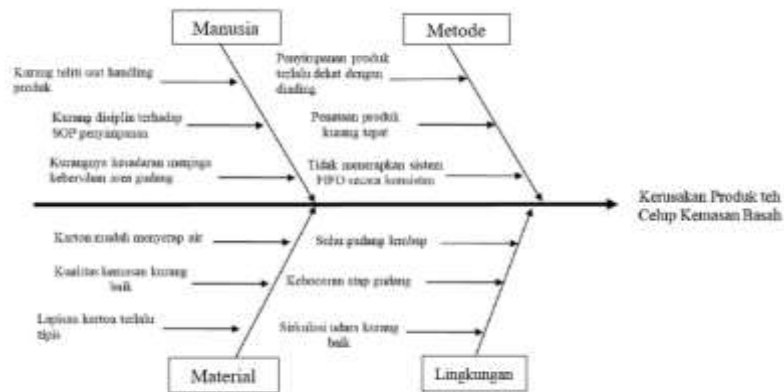 Manusia
Metode
Kurang teliti saat handling
produk
Penyimpanan produk
terlalu dekat dengan
dinding
Kurang disiplin terhadap
SOP penyimpanan
Penataan produk
kurang tepat
Kurangnya kesadaran menjaga
kebersihan area gudang
Tidak menerapkan sistem
FIFO secara konsisten
Kerusakan Produk teh
Celup Kemasan Basah
Karton mudah menyerap air
Suhu gudang lembap
Kualitas kemasan kurang
baik
Kebocoran atap gudang
Lapisan karton terlalu
tipis
Sirkulasi udara kurang
baik
Material
Lingkungan